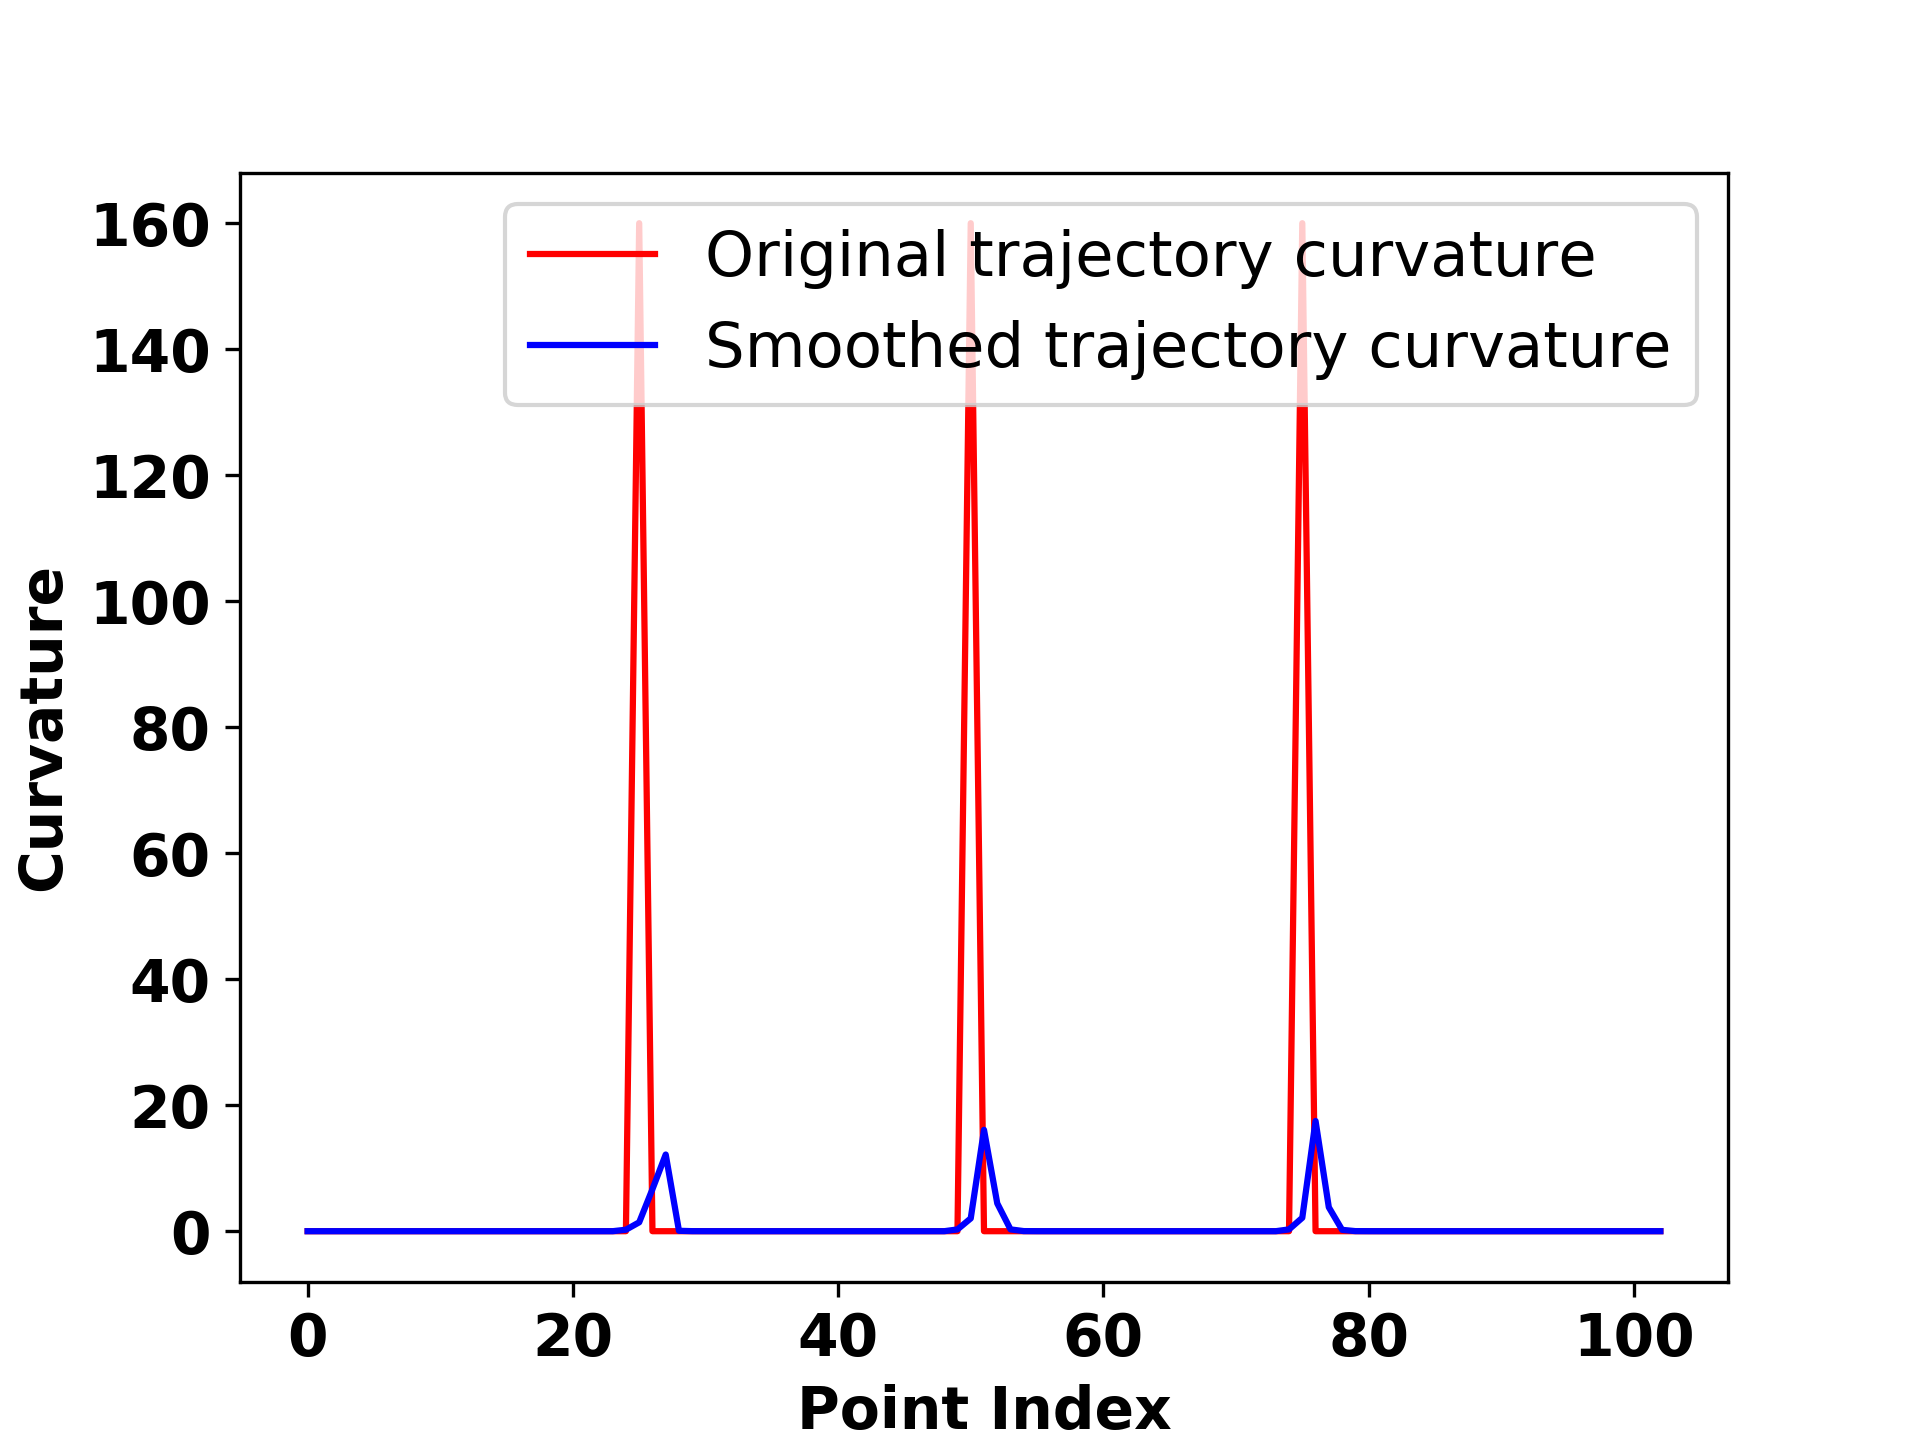 Original trajectory curvature
Smoothed trajectory curvature
160
140
120
100
80
60
40
20
0
Curvature
0 20 40 60 80 100
Point Index